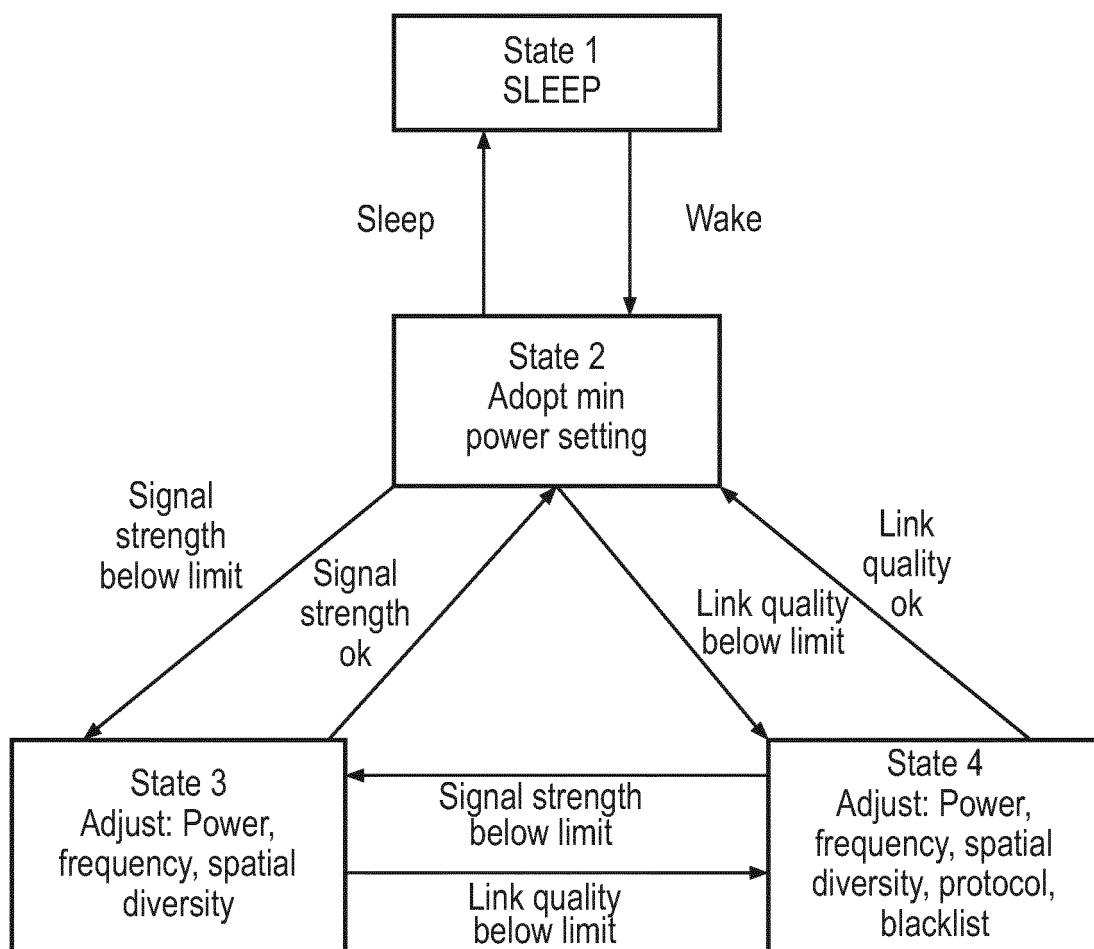 State 1
SLEEP
Sleep
Wake
State 2
Adopt min
power setting
Signal
strength
below limit
Signal
strength
ok
Link quality
below limit
Link
quality
ok
State 3
Adjust: Power,
frequency, spatial
diversity
Signal strength
below limit
Link quality
below limit
State 4
Adjust: Power,
frequency, spatial
diversity, protocol,
blacklist